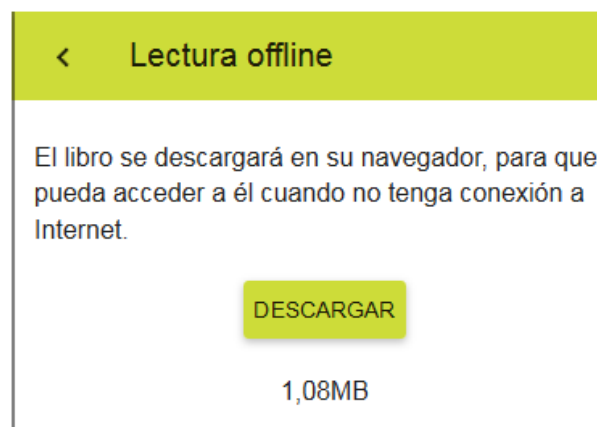 Lectura offline
El libro se descargará en su navegador, para que
pueda acceder a él cuando no tenga conexión a
Internet.
DESCARGAR
1,08MB